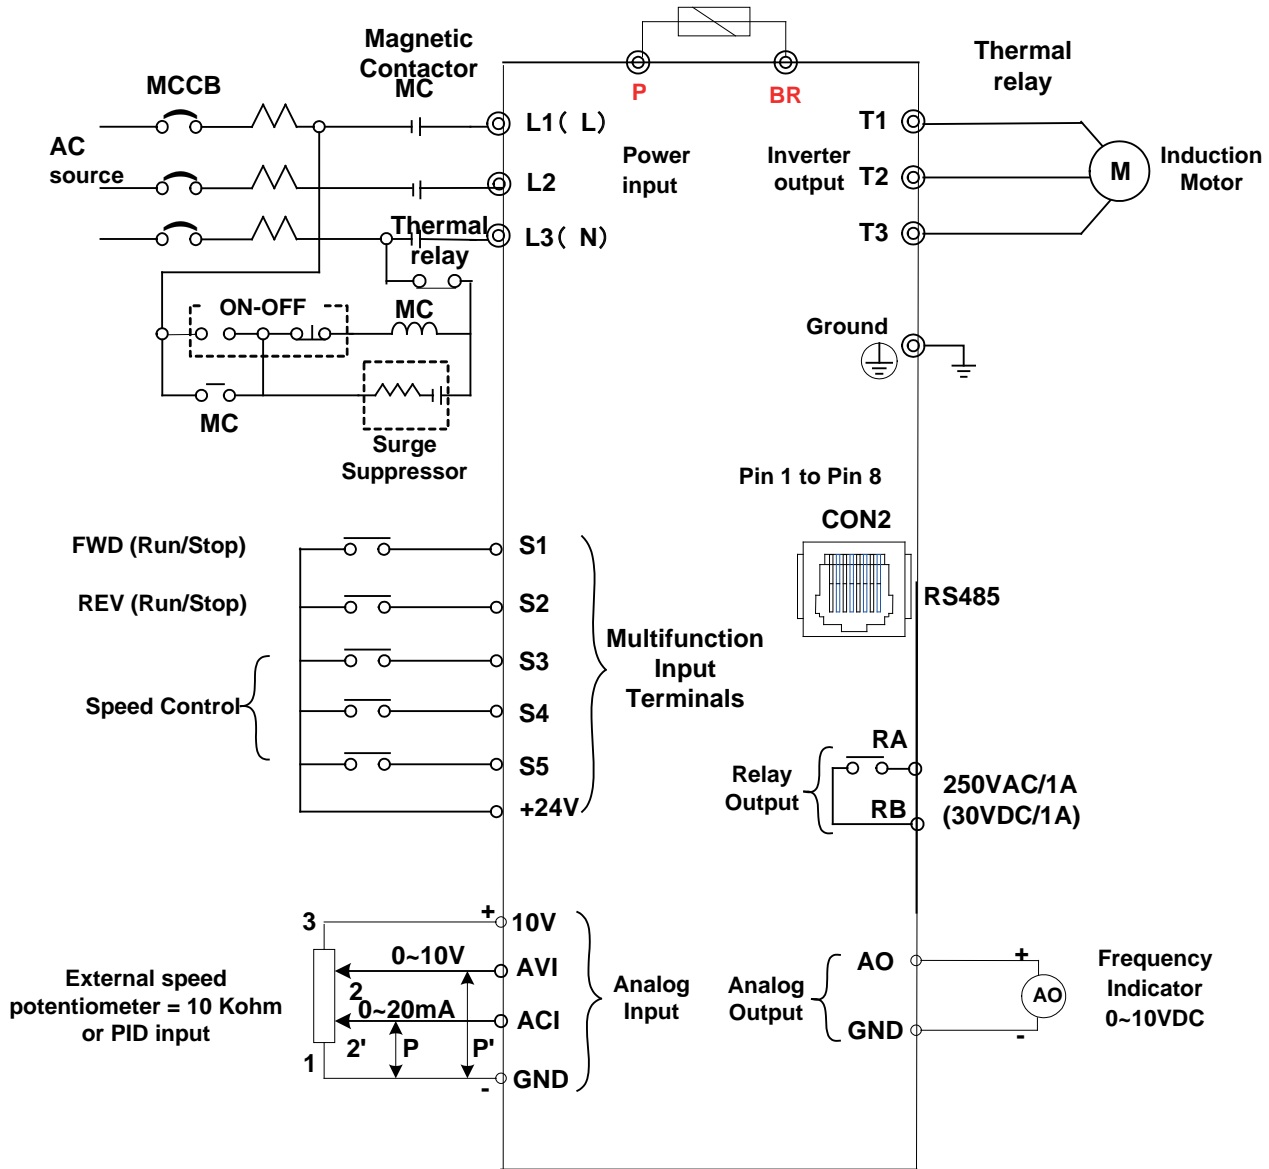 Magnetic
Contactor
MC
MCCB
P
BR
Thermal
relay
L1( L)
T1
AC
source
Power
input
Inverter
output
T2
M
Induction
Motor
L2
Thermal
relay
L3( N)
T3
ON-OFF
MC
Ground
MC
Surge
Suppressor
Pin 1 to Pin 8
CON2
RS485
FWD (Run/Stop)
S1
REV (Run/Stop)
S2
Multifunction
Input
Terminals
S3
Speed Control
S4
S5
+24V
Relay
Output
RA
RB
250VAC/1A
(30VDC/1A)
3
+
10V
0~10V
AVI
2
0~20mA
ACI
2'
P
P'
1
-
GND
External speed
potentiometer = 10 Kohm
or PID input
Analog
Input
Analog
Output
AO
GND
+
AO
-
Frequency
Indicator
0~10VDC